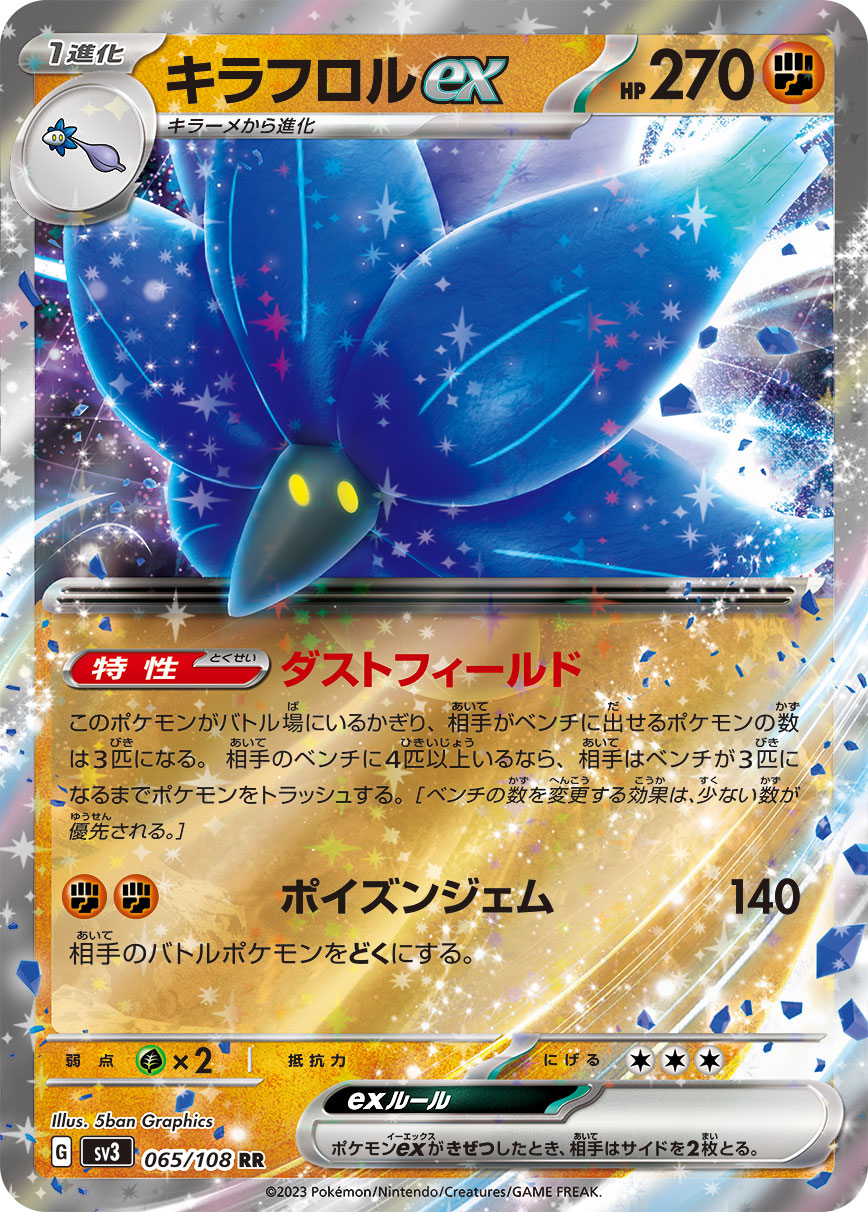 1進化
キラフロルex
HP 270
キラーメから進化
特性 とくせい ダストフィールド
このポケモンがバトル場にいるかぎり、相手がベンチに出せるポケモンの数
は3匹になる。相手のベンチに4匹以上いるなら、相手はベンチが3匹に
なるまでポケモンをトラッシュする。[ベンチの数を変更する効果は、少ない数が
優先される。]
ポイズンジェム 140
相手のバトルポケモンをどくにする。
弱点 ×2 抵抗力 にげる
exルール
ポケモンexがきぜつしたとき、相手はサイドを2枚とる。
Illus. 5ban Graphics
G sv3 065/108 RR
©2023 Pokémon/Nintendo/Creatures/GAME FREAK.